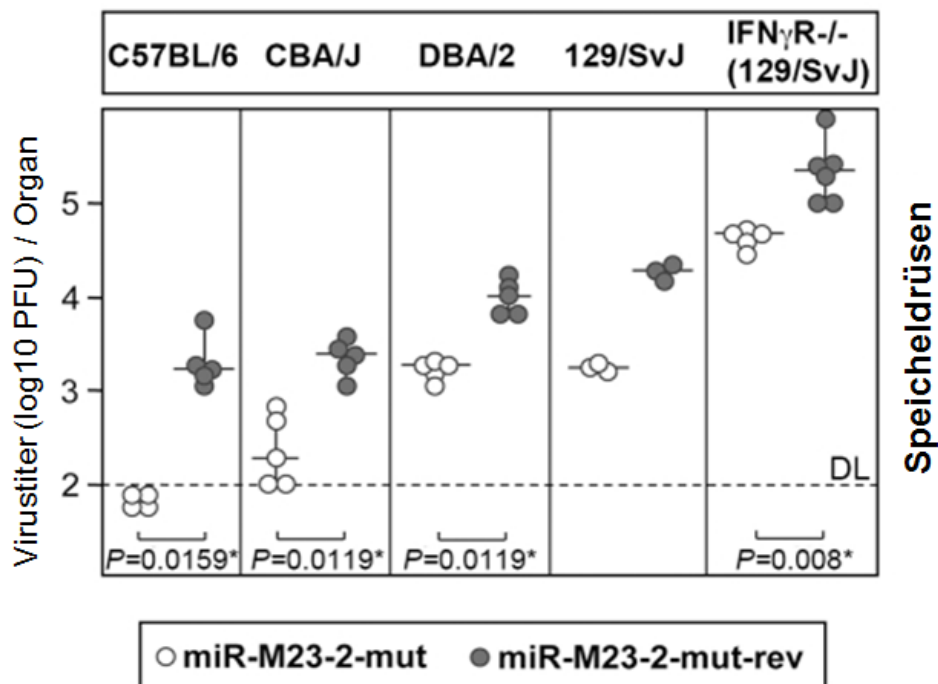 C57BL/6 CBA/J DBA/2 129/SvJ IFNγR-/-
(129/SvJ)
Virustiter (log10 PFU) / Organ
5
4
3
2
DL
P=0.0159* P=0.0119* P=0.0119* P=0.008*
Speicheldrüsen
miR-M23-2-mut miR-M23-2-mut-rev